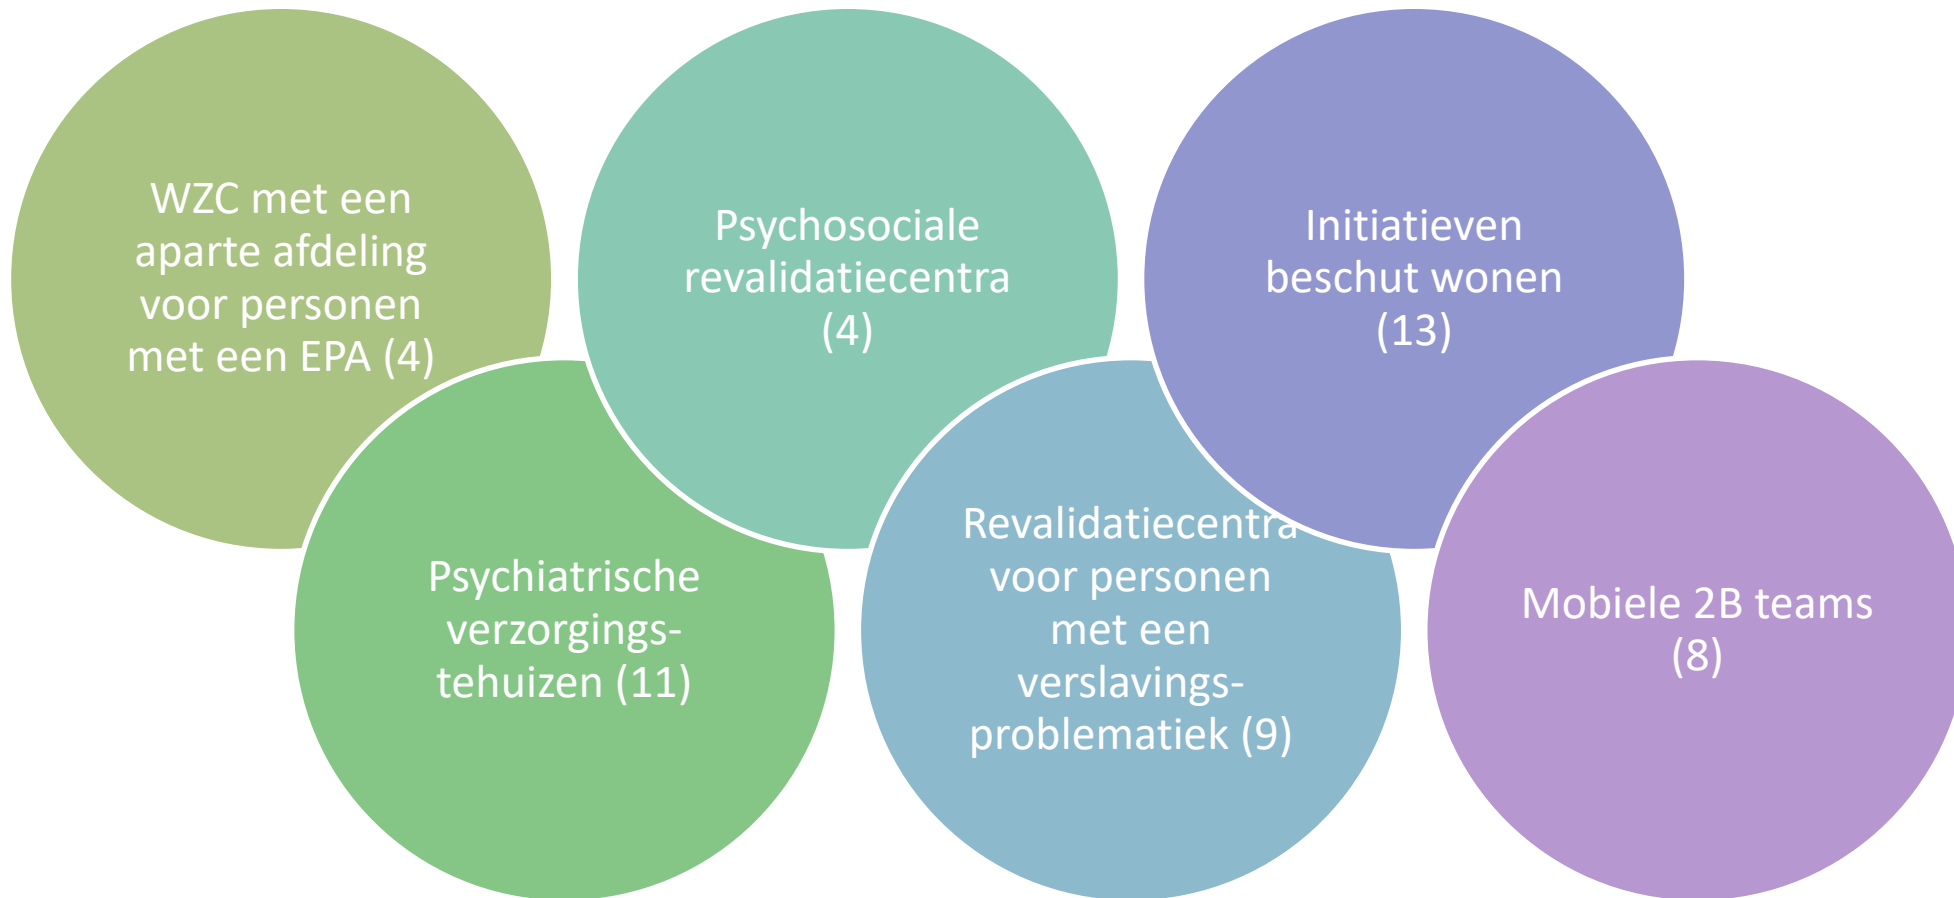 WZC met een
aparte afdeling
voor personen
met een EPA (4)
Psychiatrische
verzorgings-
tehuizen (11)
Psychosociale
revalidatiecentra
(4)
Revalidatiecentra
voor personen
met een
verslavings-
problematiek (9)
Initiatieven
beschut wonen
(13)
Mobiele 2B teams
(8)